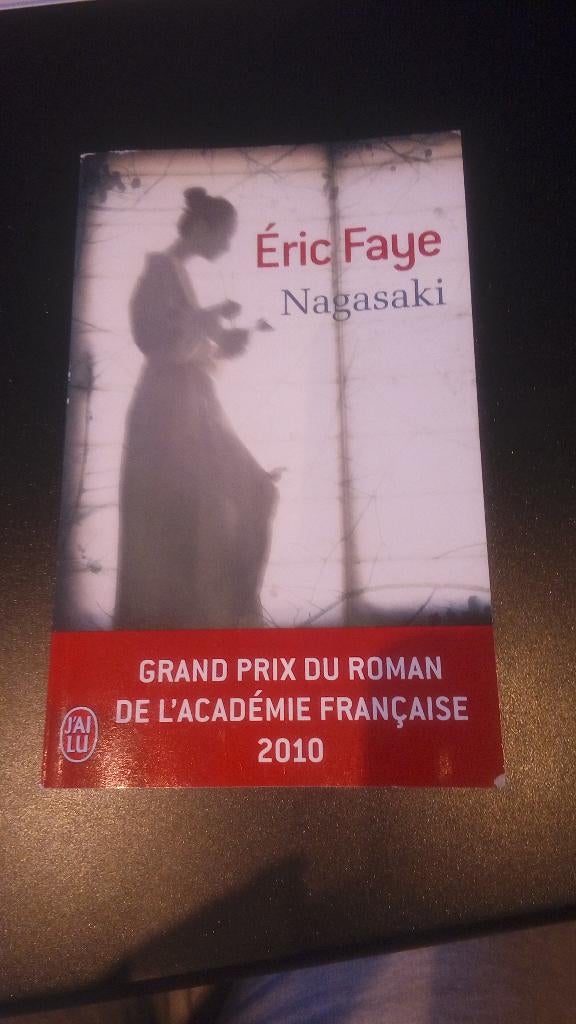 Éric Faye
Nagasaki
GRAND PRIX DU ROMAN
DE L'ACADÉMIE FRANÇAISE
2010
J'AI
LU